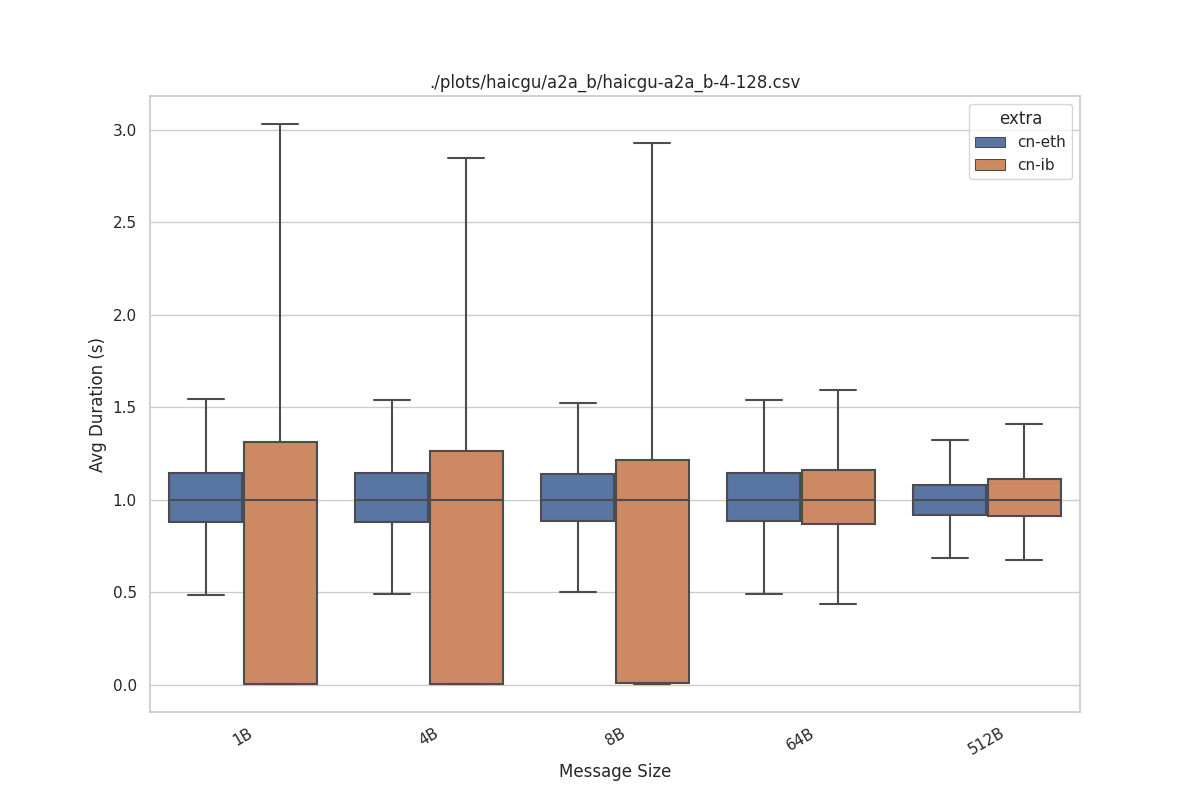 ./plots/haicgu/a2a_b/haicgu-a2a_b-4-128.csv
extra
cn-eth
cn-ib
Avg Duration (s)
3.0
2.5
2.0
1.5
1.0
0.5
0.0
1B
4B
8B
64B
512B
Message Size